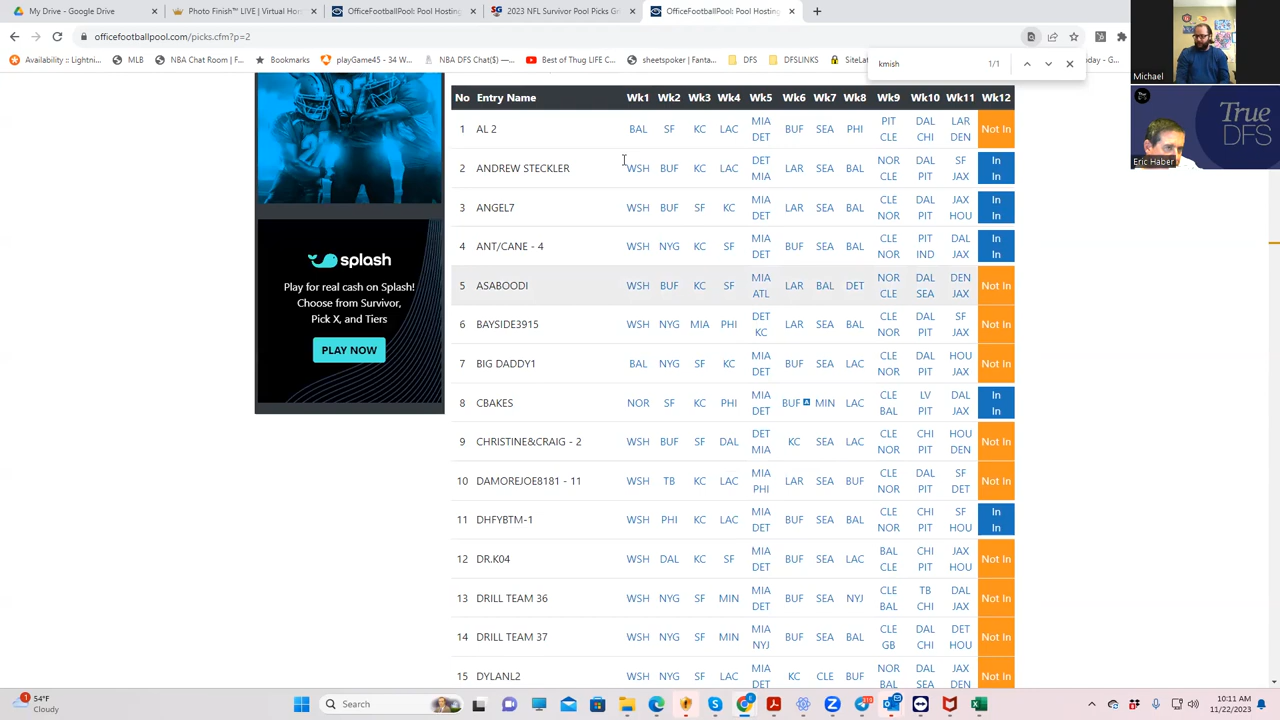 My Drive - Google Drive
Photo Finish™ LIVE | Virtual Hor
OfficeFootballPool: Pool Hosting
2023 NFL Survivor Pool Picks Gr
OfficeFootballPool: Pool Hosting
officefootballpool.com/picks.cfm?p=2
Availability :: Lightnin...
MLB
NBA Chat Room ( F...
Bookmarks
playGame45 - 34 W...
NBA DFS Chat($) —...
Best of Thug LIFE C...
sheetspoker | Fanta...
DFS
DFSLINKS
kmish 1/1
Michael
True DFS
Eric Haber
No Entry Name Wk1 Wk2 Wk3 Wk4 Wk5 Wk6 Wk7 Wk8 Wk9 Wk10 Wk11 Wk12
1 AL 2 BAL SF KC LAC MIA DET BUF SEA PHI PIT CLE DAL CHI LAR DEN Not In
2 ANDREW STECKLER WSH BUF KC LAC DET MIA LAR SEA BAL NOR CLE DAL PIT SF JAX In In
3 ANGEL7 WSH BUF SF KC MIA DET LAR SEA BAL CLE NOR DAL PIT JAX HOU In In
4 ANT/CANE - 4 WSH NYG KC SF MIA DET BUF SEA BAL CLE NOR PIT IND DAL JAX In In
5 ASABOODI WSH BUF KC SF MIA ATL LAR BAL DET NOR CLE DAL SEA DEN JAX Not In
6 BAYSIDE3915 WSH NYG MIA PHI DET KC LAR SEA BAL CLE NOR DAL PIT SF JAX Not In
7 BIG DADDY1 BAL NYG SF KC MIA DET BUF SEA LAC CLE NOR DAL PIT HOU JAX Not In
8 CBAKES NOR SF KC PHI MIA DET BUF A MIN LAC CLE BAL LV PIT DAL JAX In In
9 CHRISTINE&CRAIG - 2 WSH BUF SF DAL DET MIA KC SEA LAC CLE NOR CHI PIT HOU DEN Not In
10 DAMOREJOE8181 - 11 WSH TB KC LAC MIA PHI LAR SEA BUF CLE NOR DAL PIT SF DET Not In
11 DHFYBTM-1 WSH PHI KC LAC MIA DET BUF SEA BAL CLE NOR CHI PIT SF HOU In In
12 DR.K04 WSH DAL KC SF MIA DET BUF SEA LAC BAL CLE CHI PIT JAX HOU Not In
13 DRILL TEAM 36 WSH NYG SF MIN MIA DET BUF SEA NYJ CLE BAL TB CHI DAL JAX Not In
14 DRILL TEAM 37 WSH NYG SF MIN MIA NYJ BUF SEA BAL CLE GB DAL CHI DET HOU Not In
15 DYLANL2 WSH NYG SF LAC MIA DET KC CLE BUF NOR BAL DAL SEA JAX DEN Not In
splash
Play for real cash on Splash!
Choose from Survivor,
Pick X, and Tiers
PLAY NOW
54°F
Cloudy
Search
10:11 AM
11/22/2023